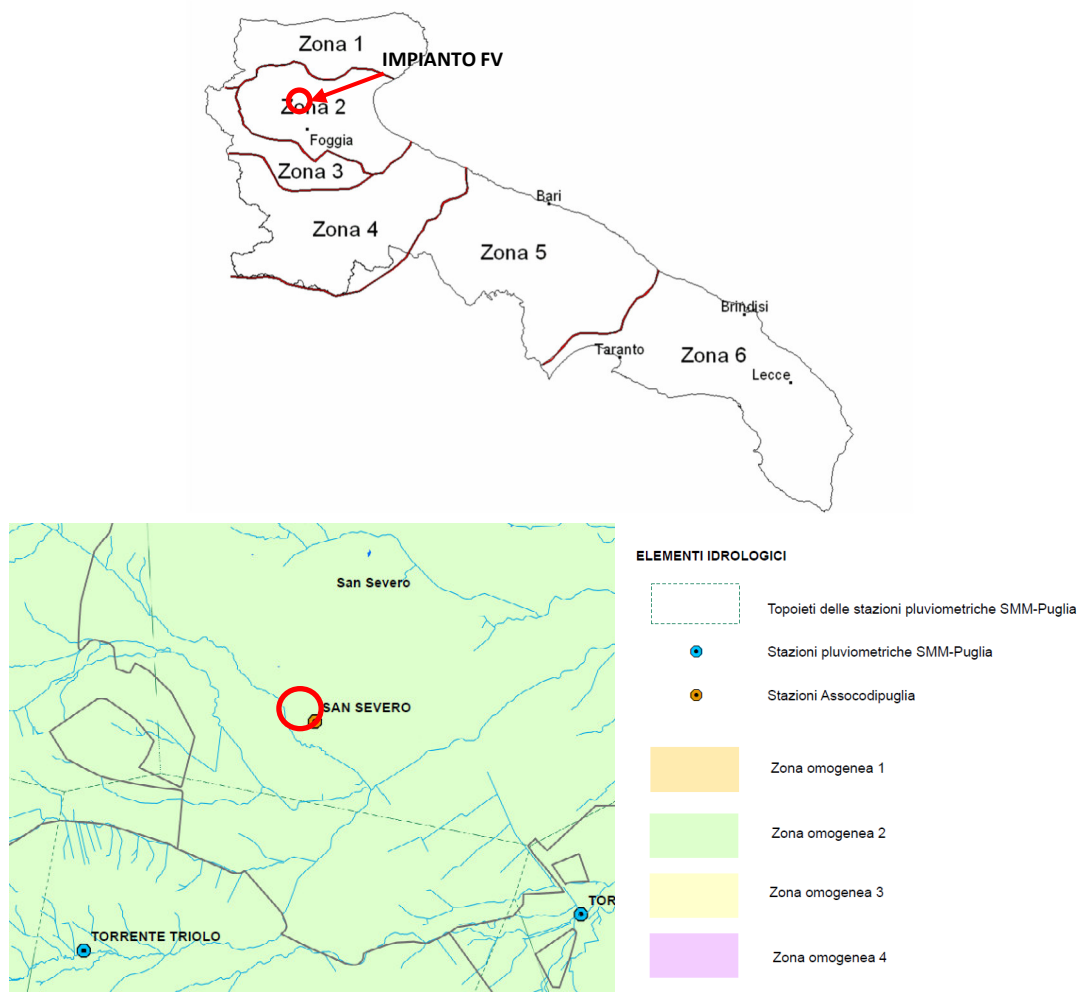 Zona 1
IMPIANTO FV
Zona 2
Foggia
Zona 3
Zona 4
Bari
Zona 5
Brindisi
Taranto
Zona 6
Lecce
San Severo
SAN SEVERO
TOR
TORRENTE TRIOLO
ELEMENTI IDROLOGICI
Topoieti delle stazioni pluviometriche SMM-Puglia
Stazioni pluviometriche SMM-Puglia
Stazioni Assocodipuglia
Zona omogenea 1
Zona omogenea 2
Zona omogenea 3
Zona omogenea 4